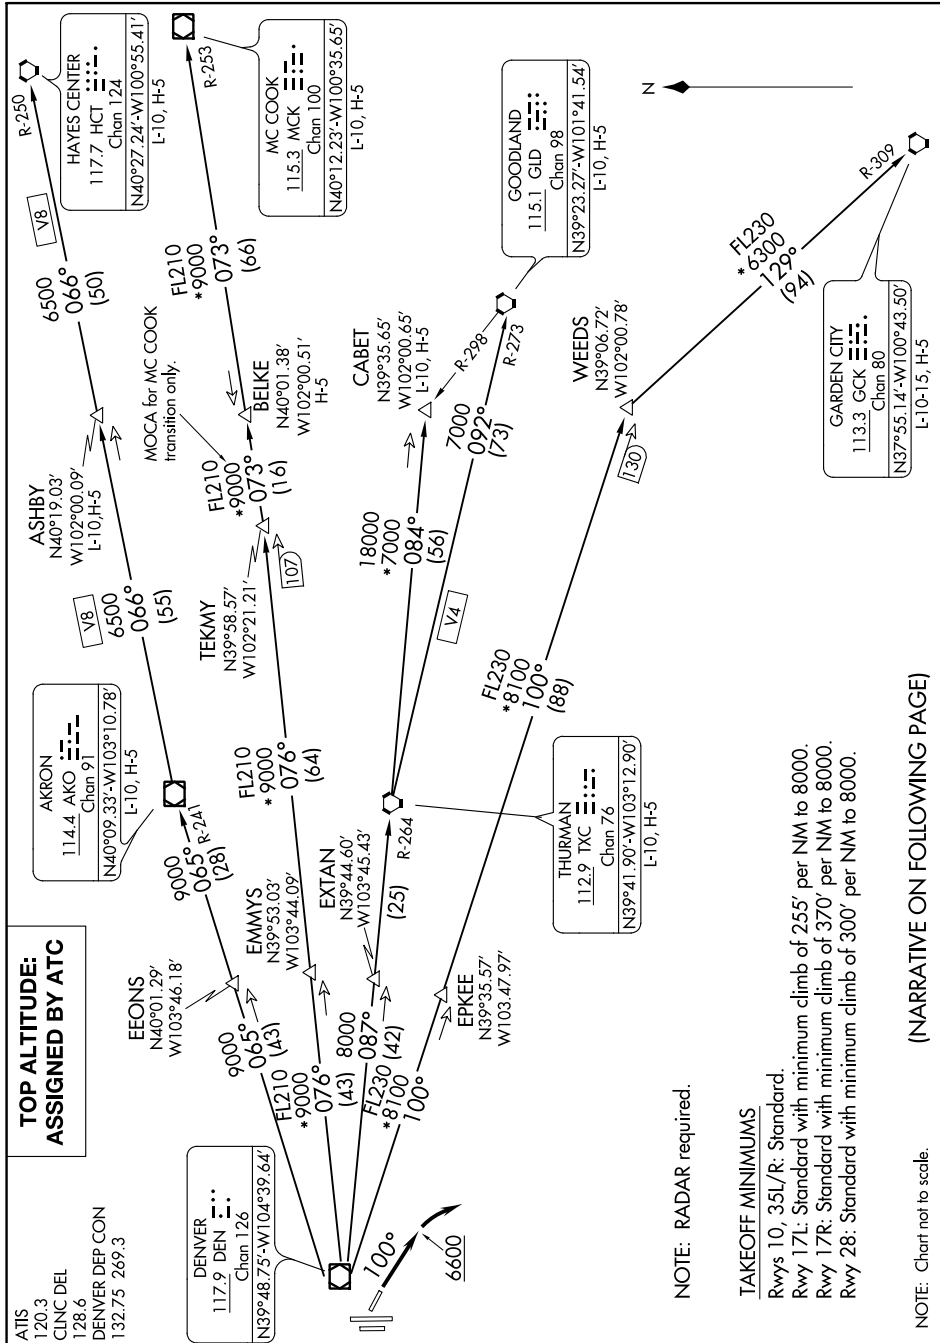 ATIS
120.3
CLNC DEL
128.6
DENVER DEP CON
132.75 269.3
TOP ALTITUDE:
ASSIGNED BY ATC
DENVER
117.9 DEN
Chan 126
N39°48.75'-W104°39.64'
100°
6600
AKRON
114.4 AKO
Chan 91
N40°09.33'-W103°10.78'
L-10, H-5
EEONS
N40°01.29'
W103°46.18'
9000
065°
(43)
9000
065°
(28)
R-241
V8
6500
066°
(55)
ASHBY
N40°19.03'
W102°00.09'
L-10,H-5
V8
6500
066°
(50)
R-250
HAYES CENTER
117.7 HCT
Chan 124
N40°27.24'-W100°55.41'
L-10, H-5
FL210
*9000
076°
(43)
EMMYS
N39°53.03'
W103°44.09'
FL210
*9000
076°
(64)
TEKMY
N39°58.57'
W102°21.21'
107
FL210
*9000
073°
(16)
MOCA for MC COOK
transition only.
BELKE
N40°01.38'
W102°00.51'
H-5
FL210
*9000
073°
(66)
R-253
MC COOK
115.3 MCK
Chan 100
N40°12.23'-W100°35.65'
L-10, H-5
8000
087°
(42)
EXTAN
N39°44.60'
W103°45.43'
(25)
R-264
THURMAN
112.9 TXC
Chan 76
N39°41.90'-W103°12.90'
L-10, H-5
18000
*7000
084°
(56)
CABET
N39°35.65'
W102°00.65'
L-10, H-5
R-298
V4
7000
092°
(73)
R-273
GOODLAND
115.1 GLD
Chan 98
N39°23.27'-W101°41.54'
L-10, H-5
FL230
*8100
100°
EPKEE
N39°35.57'
W103.47.97'
FL230
*8100
100°
(88)
130
WEEDS
N39°06.72'
W102°00.78'
FL230
*6300
129°
(94)
R-309
GARDEN CITY
113.3 GCK
Chan 80
N37°55.14'-W100°43.50'
L-10-15, H-5
N
NOTE: RADAR required.
TAKEOFF MINIMUMS
Rwys 10, 35L/R: Standard.
Rwy 17L: Standard with minimum climb of 255' per NM to 8000.
Rwy 17R: Standard with minimum climb of 370' per NM to 8000.
Rwy 28: Standard with minimum climb of 300' per NM to 8000.
NOTE: Chart not to scale.
(NARRATIVE ON FOLLOWING PAGE)